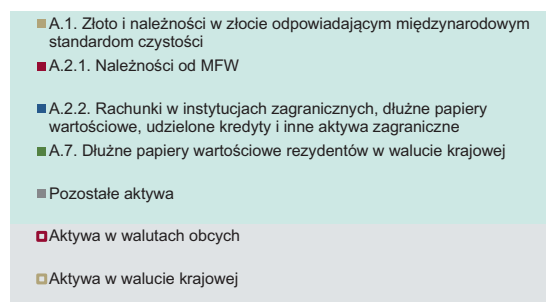 A.1. Złoto i należności w złocie odpowiadającym międzynarodowym
standardom czystości
A.2.1. Należności od MFW
A.2.2. Rachunki w instytucjach zagranicznych, dłużne papiery
wartościowe, udzielone kredyty i inne aktywa zagraniczne
A.7. Dłużne papiery wartościowe rezydentów w walucie krajowej
Pozostałe aktywa
Aktywa w walutach obcych
Aktywa w walucie krajowej